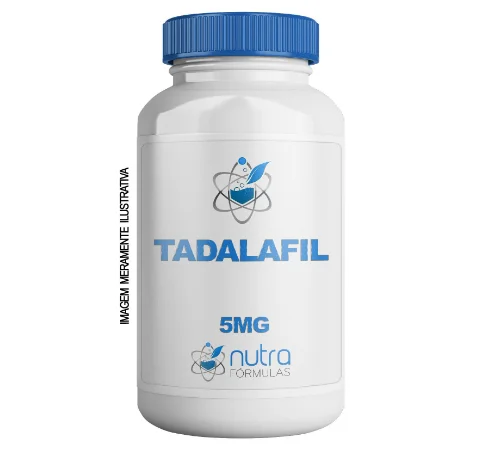 IMAGEM MERAMENTE ILUSTRATIVA
TADALAFIL
5MG
nutra
FÓRMULAS